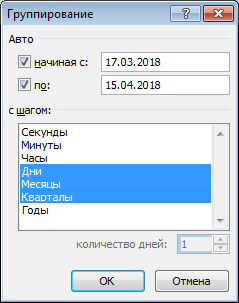 Группирование
Авто
начиная с: 17.03.2018
по: 15.04.2018
с шагом:
Секунды
Минуты
Часы
Дни
Месяцы
Кварталы
Годы
количество дней: 1
ОК Отмена